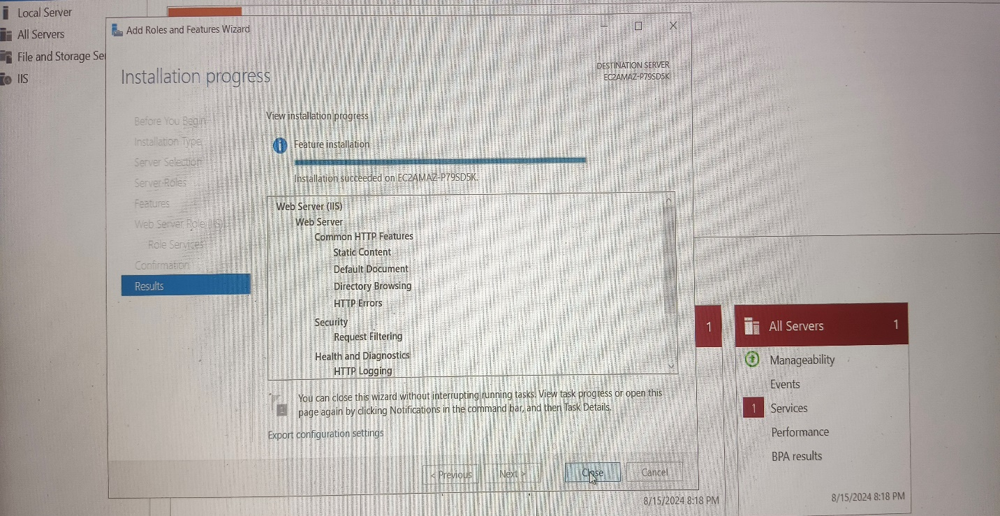 Local Server
All Servers
File and Storage Se
IIS
Add Roles and Features Wizard
Installation progress
DESTINATION SERVER
EC2AMAZ-P79SD5K
Before You Begin
Installation Type
Server Selection
Server Roles
Features
Web Server Role (IIS)
Role Services
Confirmation
Results
View installation progress
Feature installation
Installation succeeded on EC2AMAZ-P79SD5K.
Web Server (IIS)
Web Server
Common HTTP Features
Static Content
Default Document
Directory Browsing
HTTP Errors
Security
Request Filtering
Health and Diagnostics
HTTP Logging
You can close this wizard without interrupting running tasks. View task progress or open this
page again by clicking Notifications in the command bar, and then Task Details.
Export configuration settings
< Previous
Next >
Close
Cancel
1
8/15/2024 8:18 PM
All Servers 1
Manageability
Events
1 Services
Performance
BPA results
8/15/2024 8:18 PM